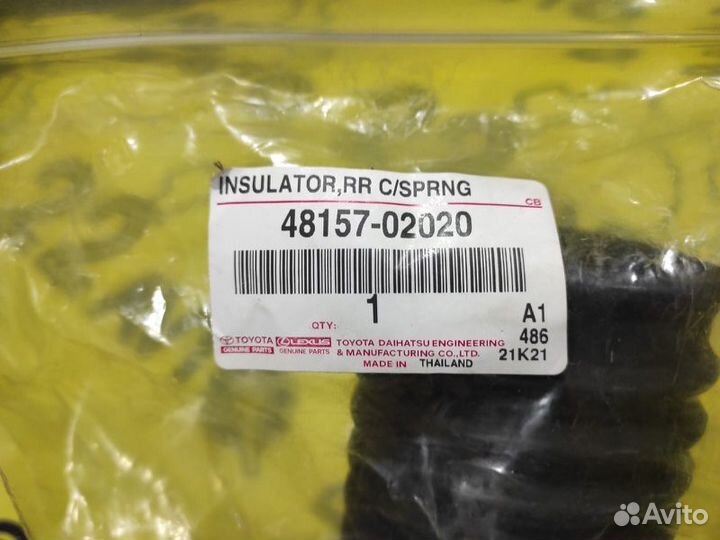 INSULATOR,RR C/SPRNG
CB
48157-02020
QTY: 1
A1
486
21K21
TOYOTA
GENUINE PARTS
LEXUS
GENUINE PARTS
TOYOTA DAIHATSU ENGINEERING
& MANUFACTURING CO.,LTD.
MADE IN THAILAND
Avito